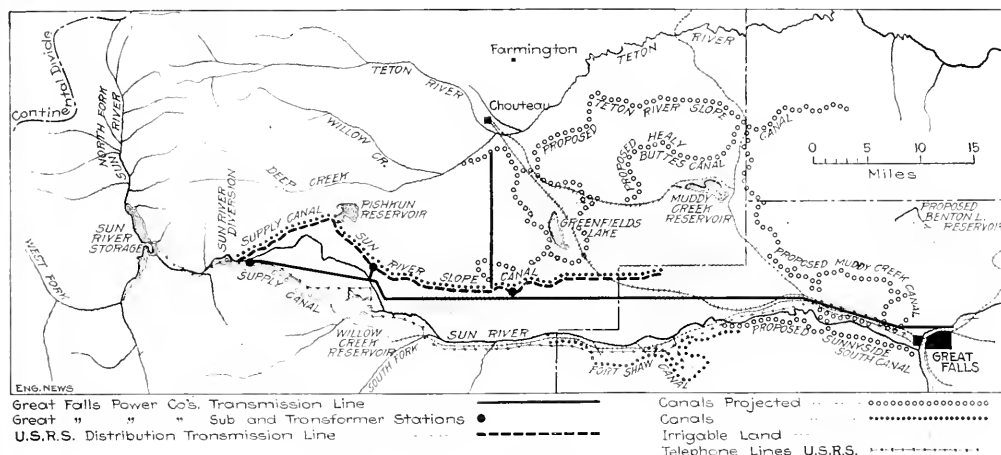 Continental Divide
NORTH FORK
SUN RIVER
TETON RIVER
Farmington
TETON RIVER
Chouteau
WILLOW CR.
DEEP CREEK
PROPOSED TETON RIVER SLOPE CANAL
PROPOSED HEALY BUTTES CANAL
0 5 10 15
Miles
SUN RIVER DIVERSION
SUPPLY CANAL
PISHKUN RESERVOIR
GREENFIELDS LAKE
MUDDY CREEK RESERVOIR
PROPOSED BENTON L. RESERVOIR
SUN RIVER STORAGE
WEST FORK
SUPPLY CANAL
SUN RIVER SLOPE CANAL
PROPOSED MUDDY CREEK CANAL
WILLOW CREEK RESERVOIR
SOUTH FORK
SUN RIVER
FORT SHAW CANAL
PROPOSED SUNNYSIDE SOUTH CANAL
GREAT FALLS
ENG. NEWS
Great Falls Power Co's. Transmission Line
Great " " " Sub and Transformer Stations
U.S.R.S. Distribution Transmission Line
Canals Projected
Canals
Irrigable Land
Telephone Lines U.S.R.S.